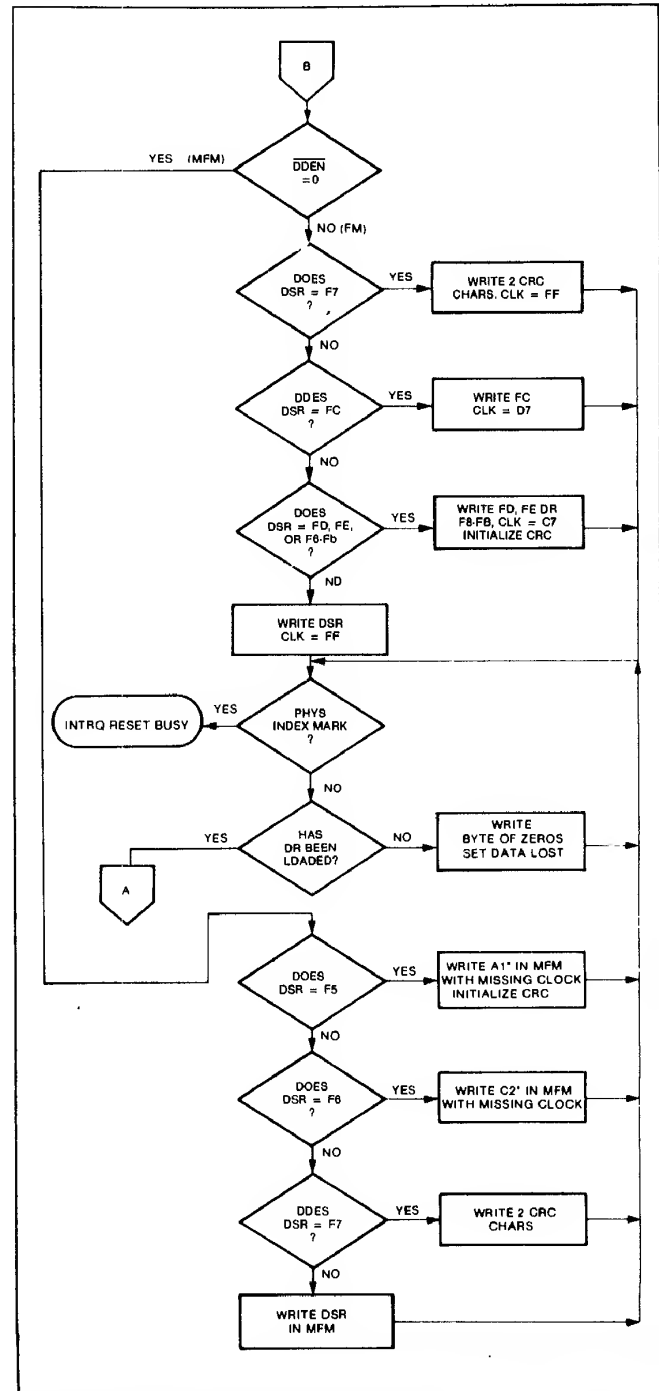 B
YES (MFM)
DDEN
=0
NO (FM)
DOES
DSR = F7
?
YES
WRITE 2 CRC
CHARS. CLK = FF
NO
DDES
DSR = FC
?
YES
WRITE FC
CLK = D7
NO
DOES
DSR = FD, FE,
OR F6-Fb
?
YES
WRITE FD, FE DR
F8-FB, CLK = C7
INITIALIZE CRC
ND
WRITE DSR
CLK = FF
PHYS
INDEX MARK
?
YES
INTRQ RESET BUSY
NO
HAS
DR BEEN
LDADED?
YES
A
NO
WRITE
BYTE OF ZEROS
SET DATA LOST
DOES
DSR = F5
?
YES
WRITE A1* IN MFM
WITH MISSING CLOCK
INITIALIZE CRC
NO
DOES
DSR = F6
?
YES
WRITE C2* IN MFM
WITH MISSING CLOCK
NO
DDES
DSR = F7
?
YES
WRITE 2 CRC
CHARS
NO
WRITE DSR
IN MFM